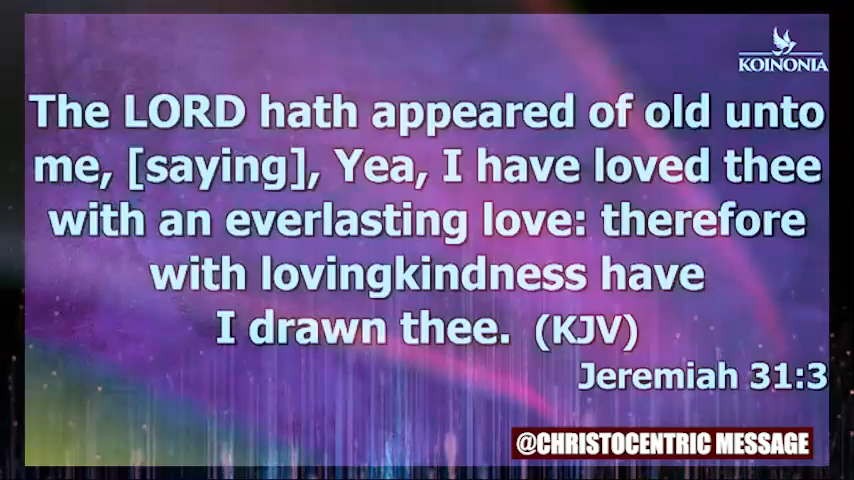 KOINONIA
The LORD hath appeared of old unto
me, [saying], Yea, I have loved thee
with an everlasting love: therefore
with lovingkindness have
I drawn thee. (KJV)
Jeremiah 31:3
@CHRISTOCENTRIC MESSAGE